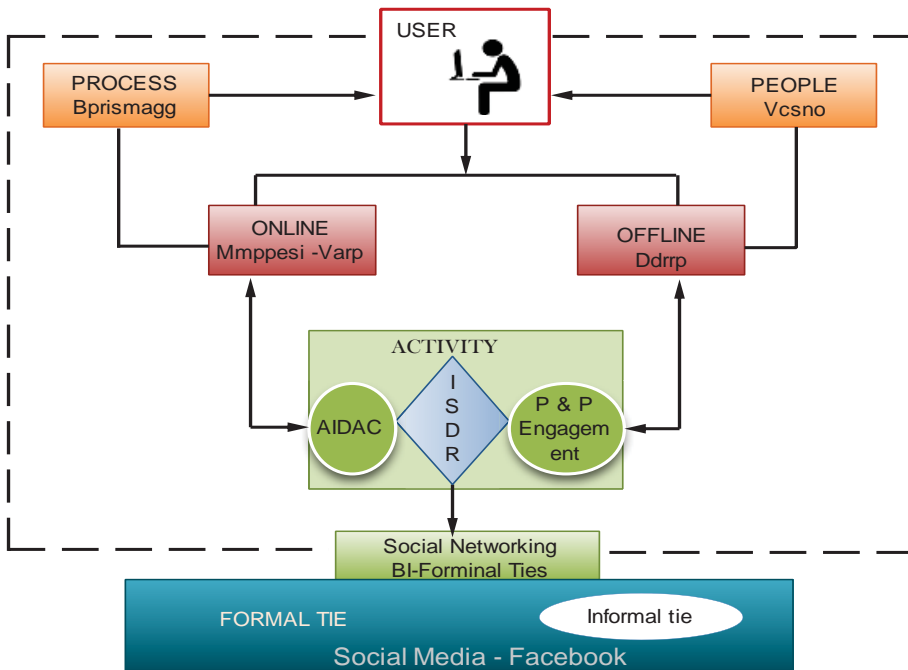 USER
PROCESS
Bprismagg
PEOPLE
Vcsno
ONLINE
Mmppesi -Varp
OFFLINE
Ddrrp
ACTIVITY
AIDAC
I
S
D
R
P & P
Engagem
ent
Social Networking
BI-Forminal Ties
FORMAL TIE
Informal tie
Social Media - Facebook